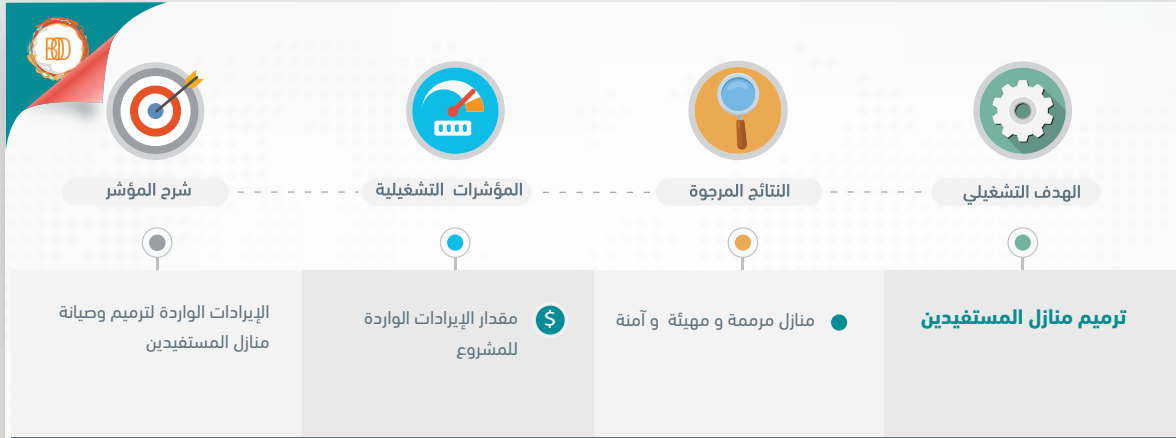 BOD
الهدف التشغيلي
النتائج المرجوة
المؤشرات التشغيلية
شرح المؤشر
ترميم منازل المستفيدين
منازل مرممة و مهيئة و آمنة
$
مقدار الإيرادات الواردة
للمشروع
الإيرادات الواردة لترميم وصيانة
منازل المستفيدين